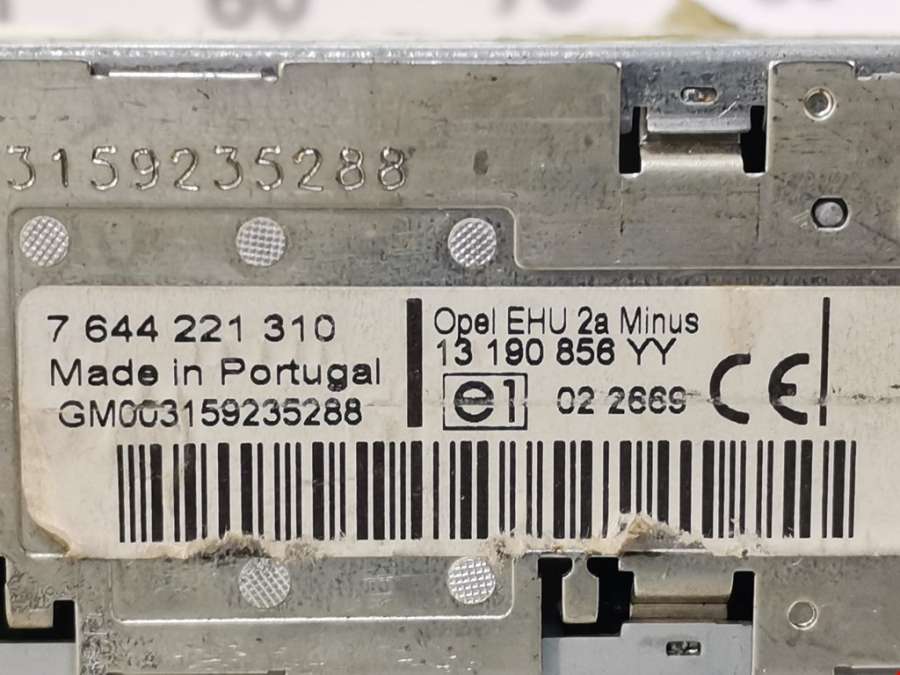 3159235288
7 644 221 310
Made in Portugal
GM003159235288
Opel EHU 2a Minus
13 190 856 YY
e1 02 2669 CE